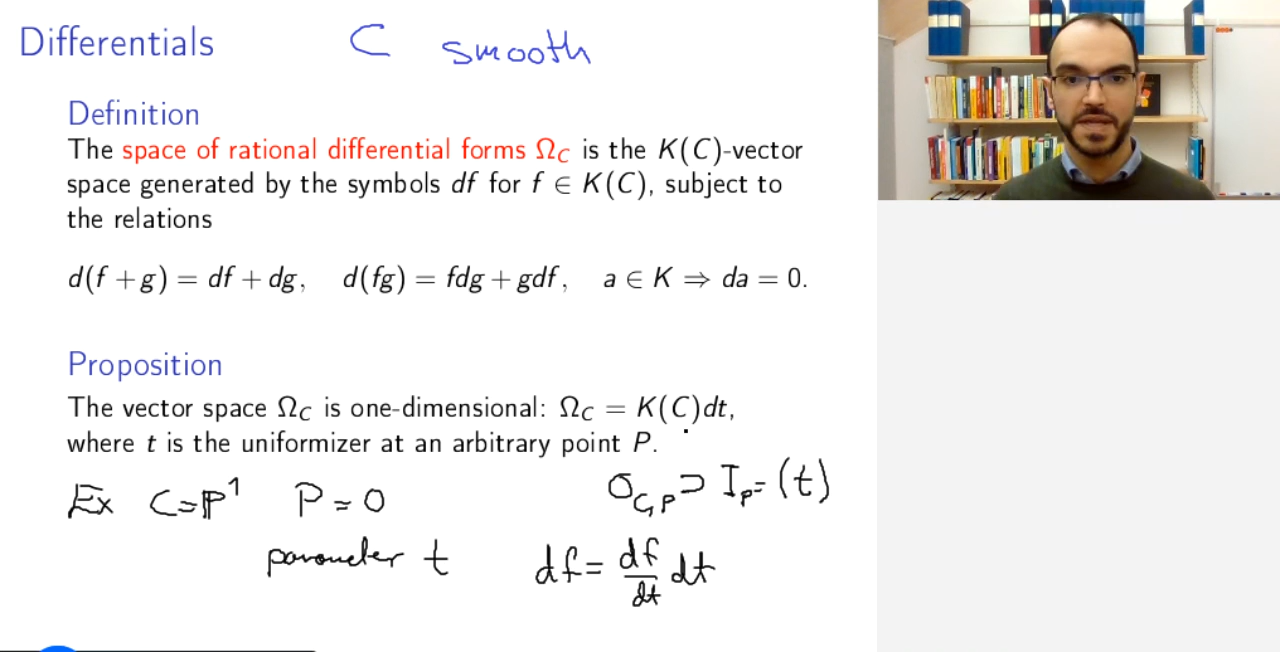 Differentials C smooth
Definition
The space of rational differential forms Ω_C is the K(C)-vector
space generated by the symbols df for f ∈ K(C), subject to
the relations
d(f + g) = df + dg, d(fg) = fdg + gdf, a ∈ K ⇒ da = 0.
Proposition
The vector space Ω_C is one-dimensional: Ω_C = K(C)dt,
where t is the uniformizer at an arbitrary point P.
Ex C=ℙ¹ P=0 O_{C,P} ⊃ I_P=(t)
parameter t df= df/dt dt